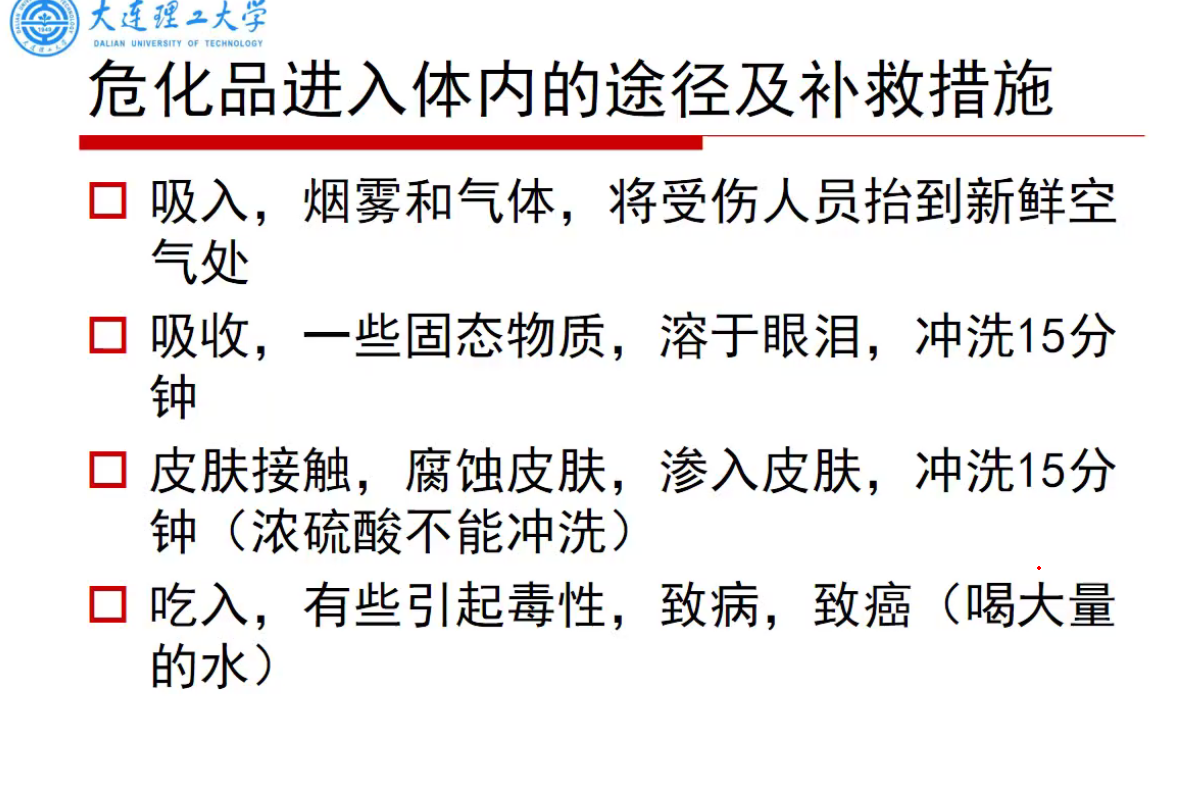 大连理工大学
DALIAN UNIVERSITY OF TECHNOLOGY
危化品进入体内的途径及补救措施
吸入，烟雾和气体，将受伤人员抬到新鲜空
气处
吸收，一些固态物质，溶于眼泪，冲洗15分
钟
皮肤接触，腐蚀皮肤，渗入皮肤，冲洗15分
钟（浓硫酸不能冲洗）
吃入，有些引起毒性，致病，致癌（喝大量
的水）